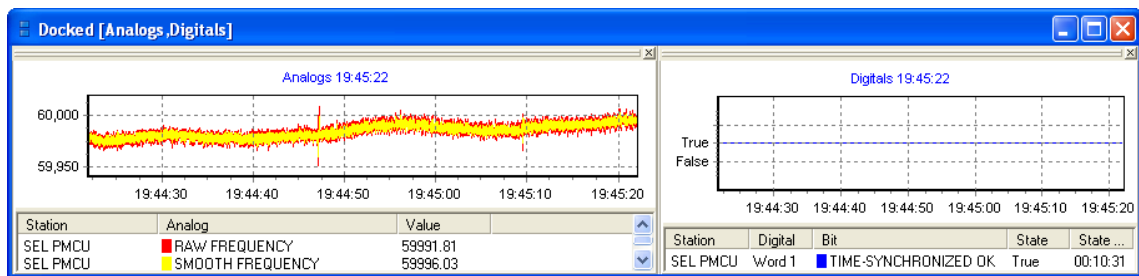 Docked [Analogs,Digitals]
Analogs 19:45:22
60,000
59,950
19:44:30 19:44:40 19:44:50 19:45:00 19:45:10 19:45:20
Station Analog Value
SEL PMCU RAW FREQUENCY 59991.81
SEL PMCU SMOOTH FREQUENCY 59996.03
Digitals 19:45:22
True
False
19:44:30 19:44:40 19:44:50 19:45:00 19:45:10 19:45:20
Station Digital Bit State State ...
SEL PMCU Word 1 TIME-SYNCHRONIZED OK True 00:10:31